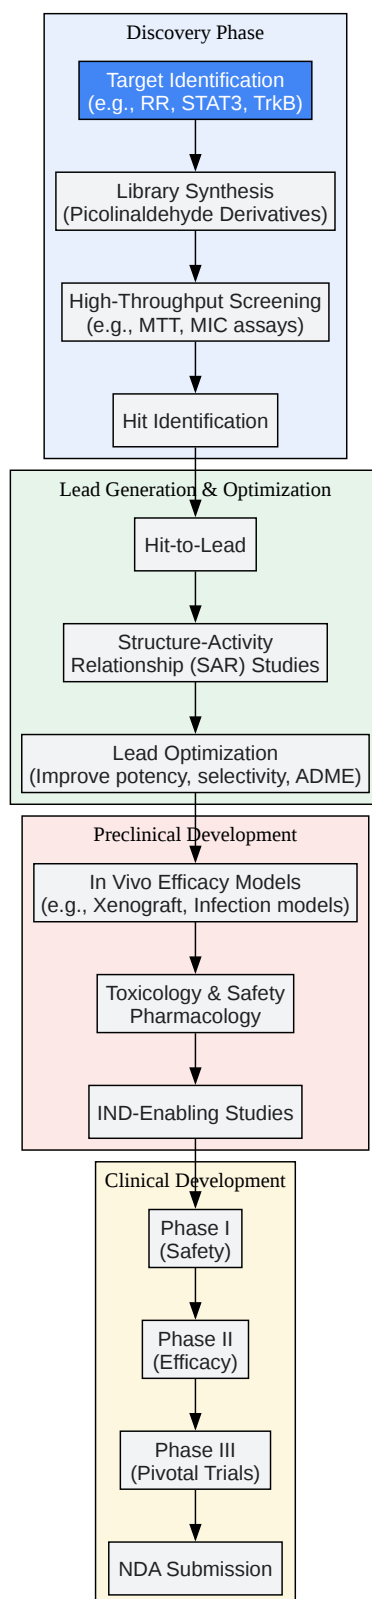 Discovery Phase
Target Identification
(e.g., RR, STAT3, TrkB)
Library Synthesis
(Picolinaldehyde Derivatives)
High-Throughput Screening
(e.g., MTT, MIC assays)
Hit Identification
Lead Generation & Optimization
Hit-to-Lead
Structure-Activity
Relationship (SAR) Studies
Lead Optimization
(Improve potency, selectivity, ADME)
Preclinical Development
In Vivo Efficacy Models
(e.g., Xenograft, Infection models)
Toxicology & Safety
Pharmacology
IND-Enabling Studies
Clinical Development
Phase I
(Safety)
Phase II
(Efficacy)
Phase III
(Pivotal Trials)
NDA Submission